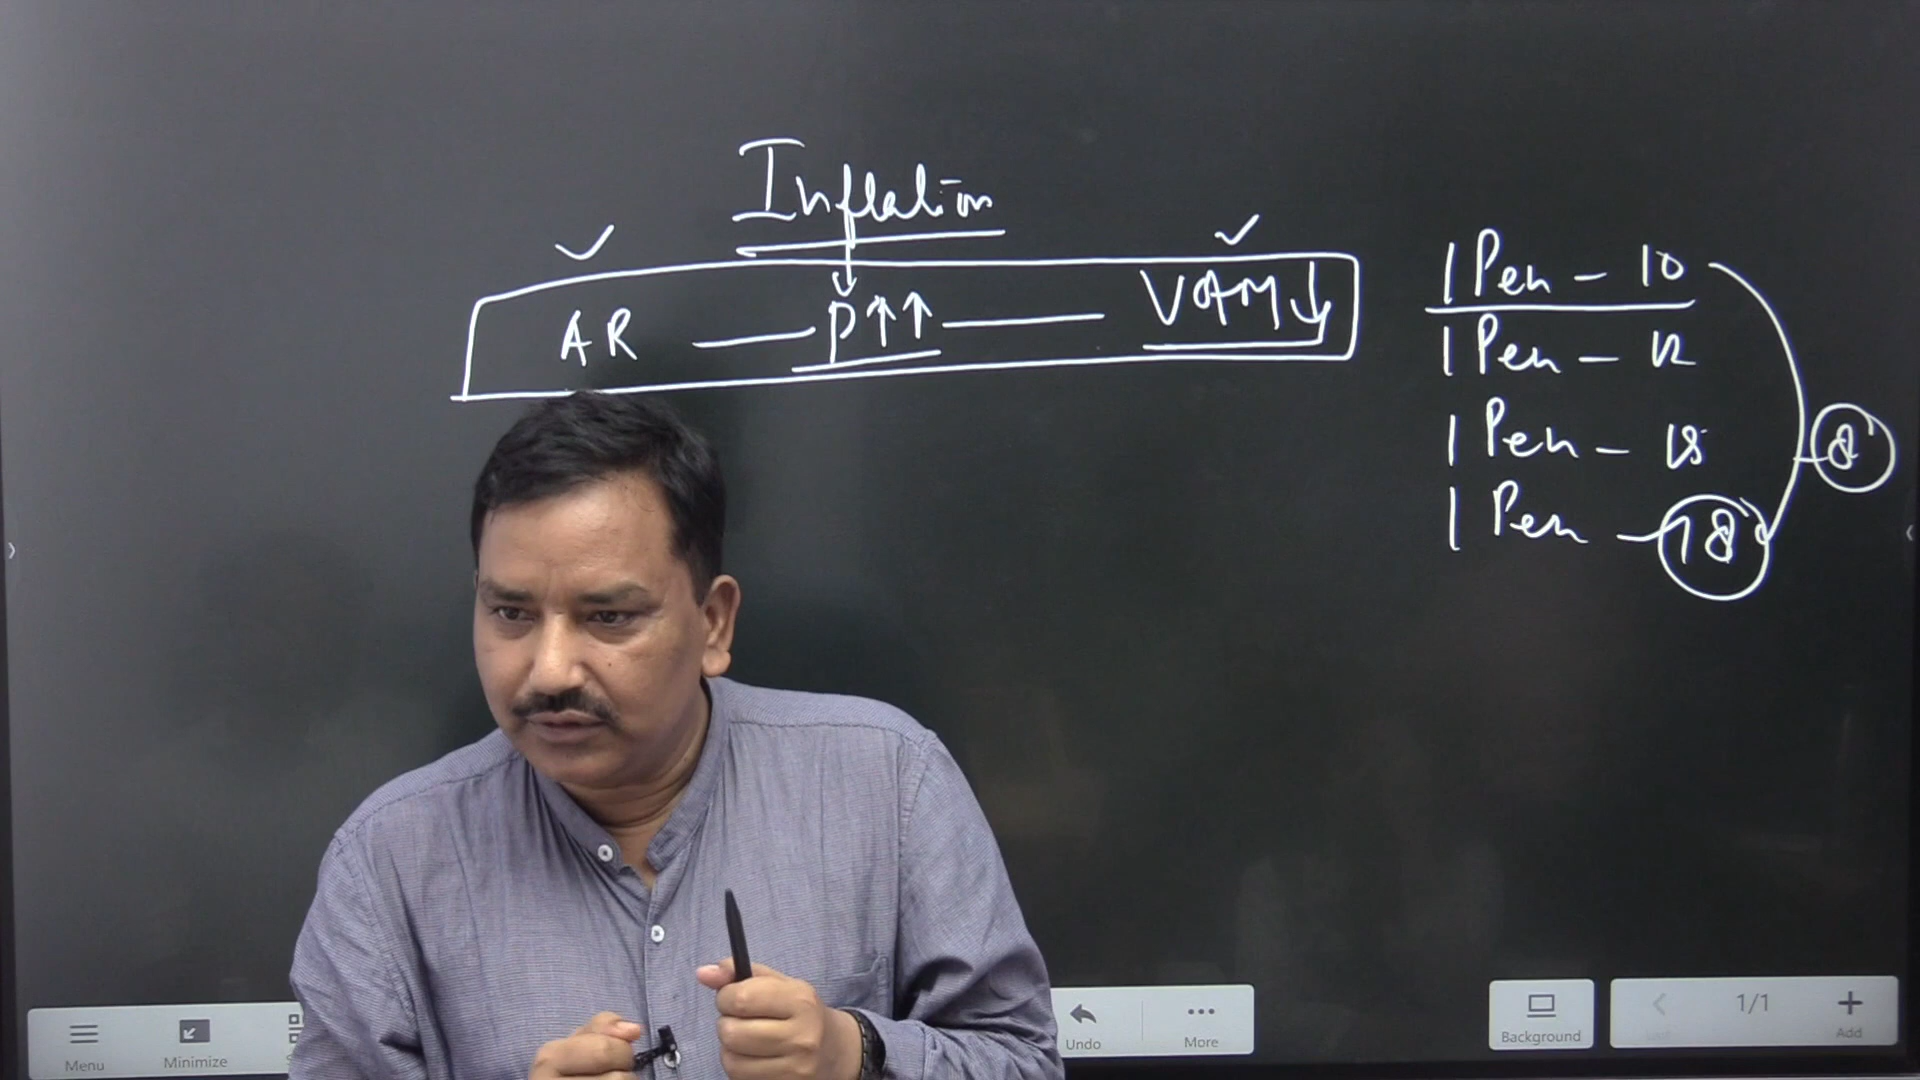 Inflation
AR — P↑↑ — VAM↓
1 Pen - 10
1 Pen - 12
1 Pen - 15
1 Pen - 18
8
Menu
Minimize
Undo
More
Background
1/1
Add